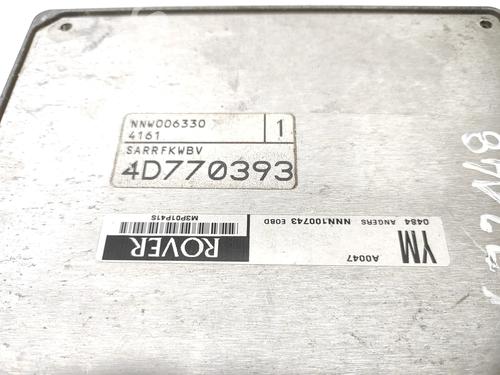 NNW006330
4161
1
SARRFKWBV
4D770393
YM
A0047
0484 ANGERS NNN100743 EOBD
ROVER
M3P01P41S